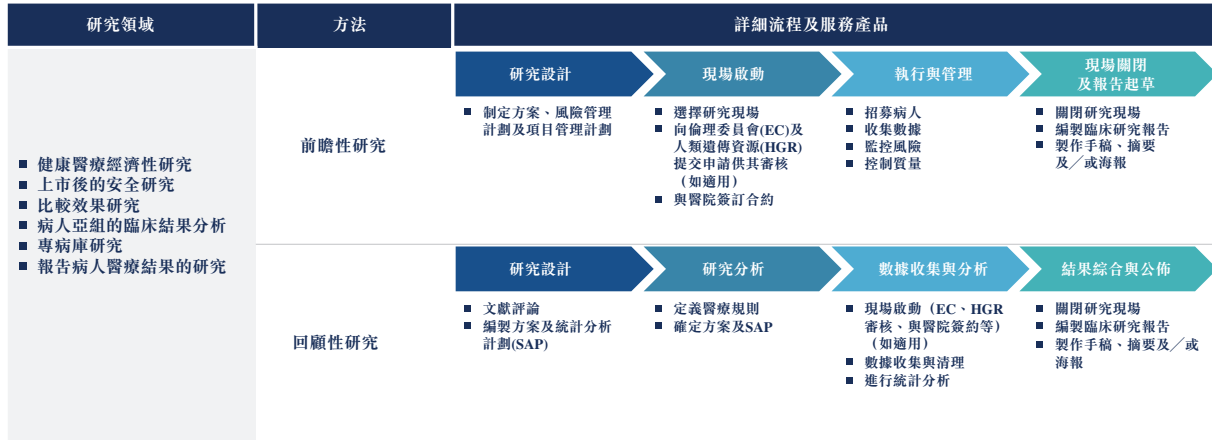 研究領域
方法
詳細流程及服務產品
■ 健康醫療經濟性研究
■ 上市後的安全研究
■ 比較效果研究
■ 病人亞組的臨床結果分析
■ 專病庫研究
■ 報告病人醫療結果的研究
前瞻性研究
研究設計
■ 制定方案、風險管理
計劃及項目管理計劃
現場啟動
■ 選擇研究現場
■ 向倫理委員會(EC)及
人類遺傳資源(HGR)
提交申請供其審核
（如適用）
■ 與醫院簽訂合約
執行與管理
■ 招募病人
■ 收集數據
■ 監控風險
■ 控制質量
現場關閉
及報告起草
■ 關閉研究現場
■ 編製臨床研究報告
■ 製作手稿、摘要
及╱或海報
回顧性研究
研究設計
■ 文獻評論
■ 編製方案及統計分析
計劃(SAP)
研究分析
■ 定義醫療規則
■ 確定方案及SAP
數據收集與分析
■ 現場啟動（EC、HGR
審核、與醫院簽約等）
（如適用）
■ 數據收集與清理
■ 進行統計分析
結果綜合與公佈
■ 關閉研究現場
■ 編製臨床研究報告
■ 製作手稿、摘要及╱或
海報